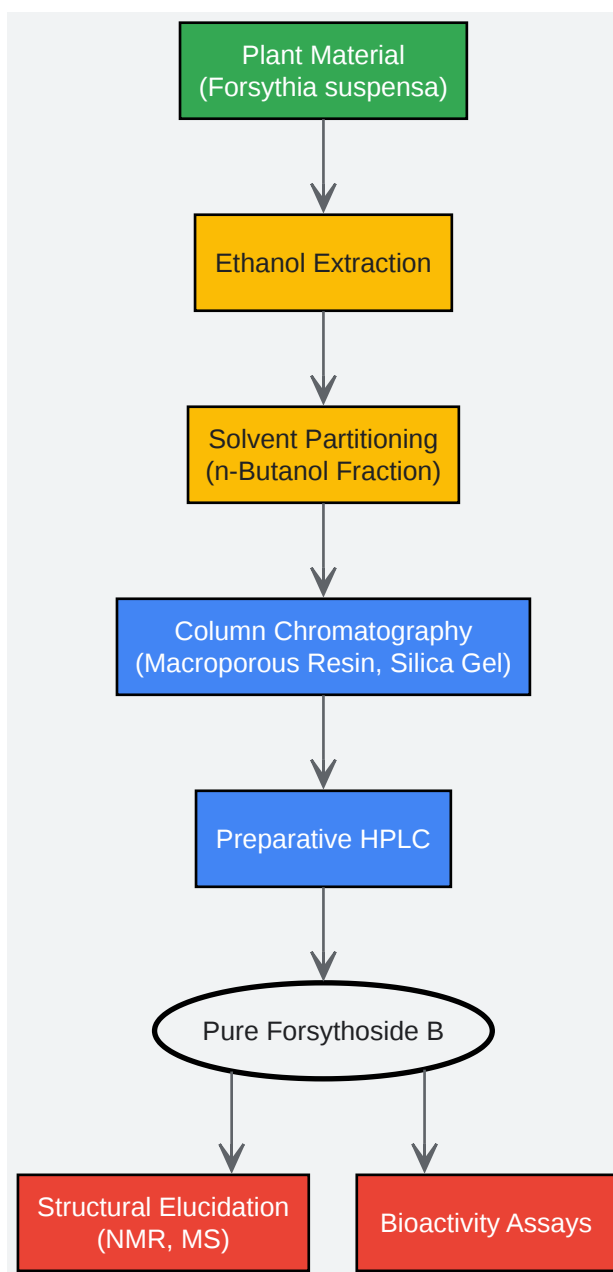 Plant Material
(Forsythia suspensa)
Ethanol Extraction
Solvent Partitioning
(n-Butanol Fraction)
Column Chromatography
(Macroporous Resin, Silica Gel)
Preparative HPLC
Pure Forsythoside B
Structural Elucidation
(NMR, MS)
Bioactivity Assays